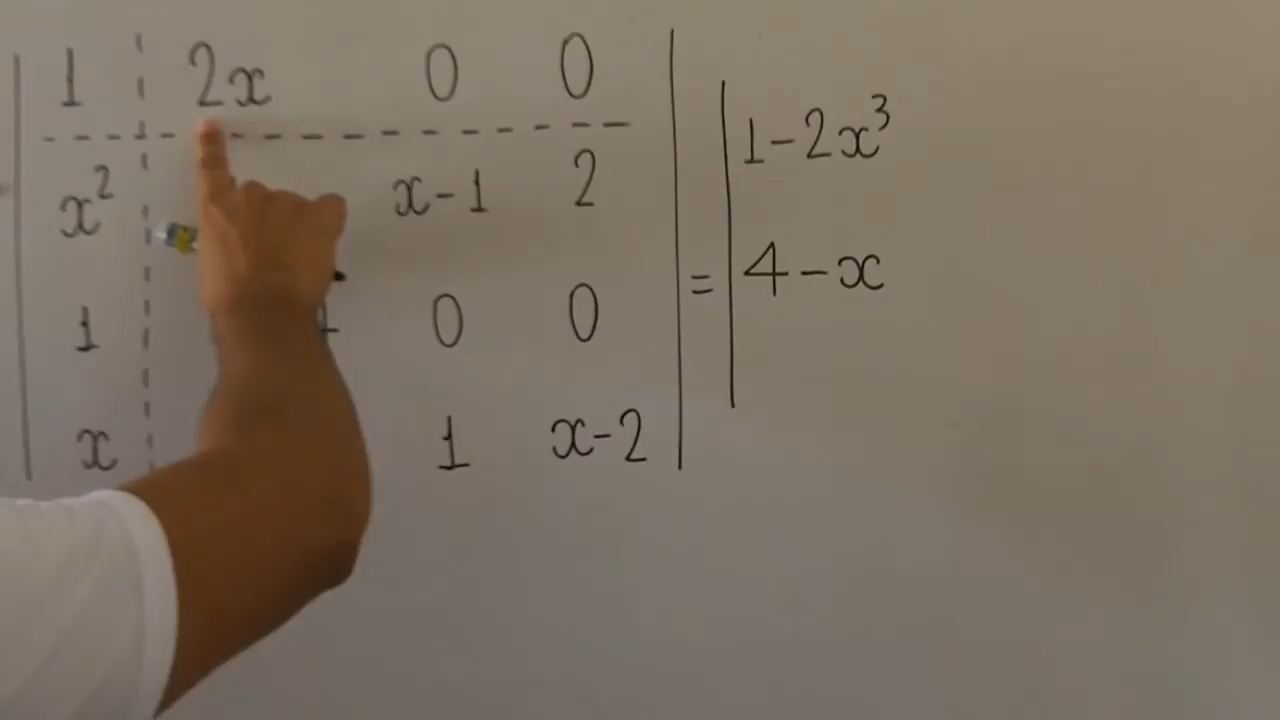 1 2x 0 0
x² x-1 2
1 0 0
x 1 x-2
= 1-2x³
4-x